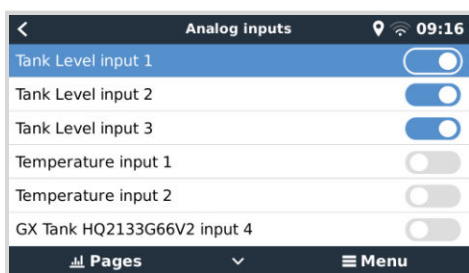 Analog inputs 09:16
Tank Level input 1
Tank Level input 2
Tank Level input 3
Temperature input 1
Temperature input 2
GX Tank HQ2133G66V2 input 4
Pages Menu